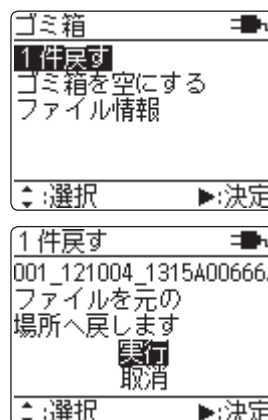 ゴミ箱
1件戻す
ゴミ箱を空にする
ファイル情報
:選択 ▶:決定
1件戻す
001_121004_1315A00666.
ファイルを元の
場所へ戻します
実行
取消
:選択 ▶:決定